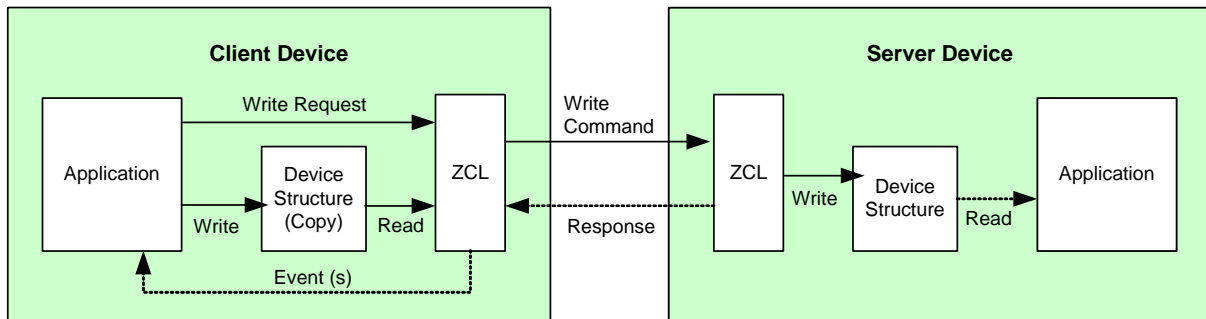 Client Device
Server Device
Write Request
Write
Command
Application
Device
Structure
(Copy)
ZCL
ZCL
Device
Structure
Application
Write
Read
Response
Write
Read
Event (s)